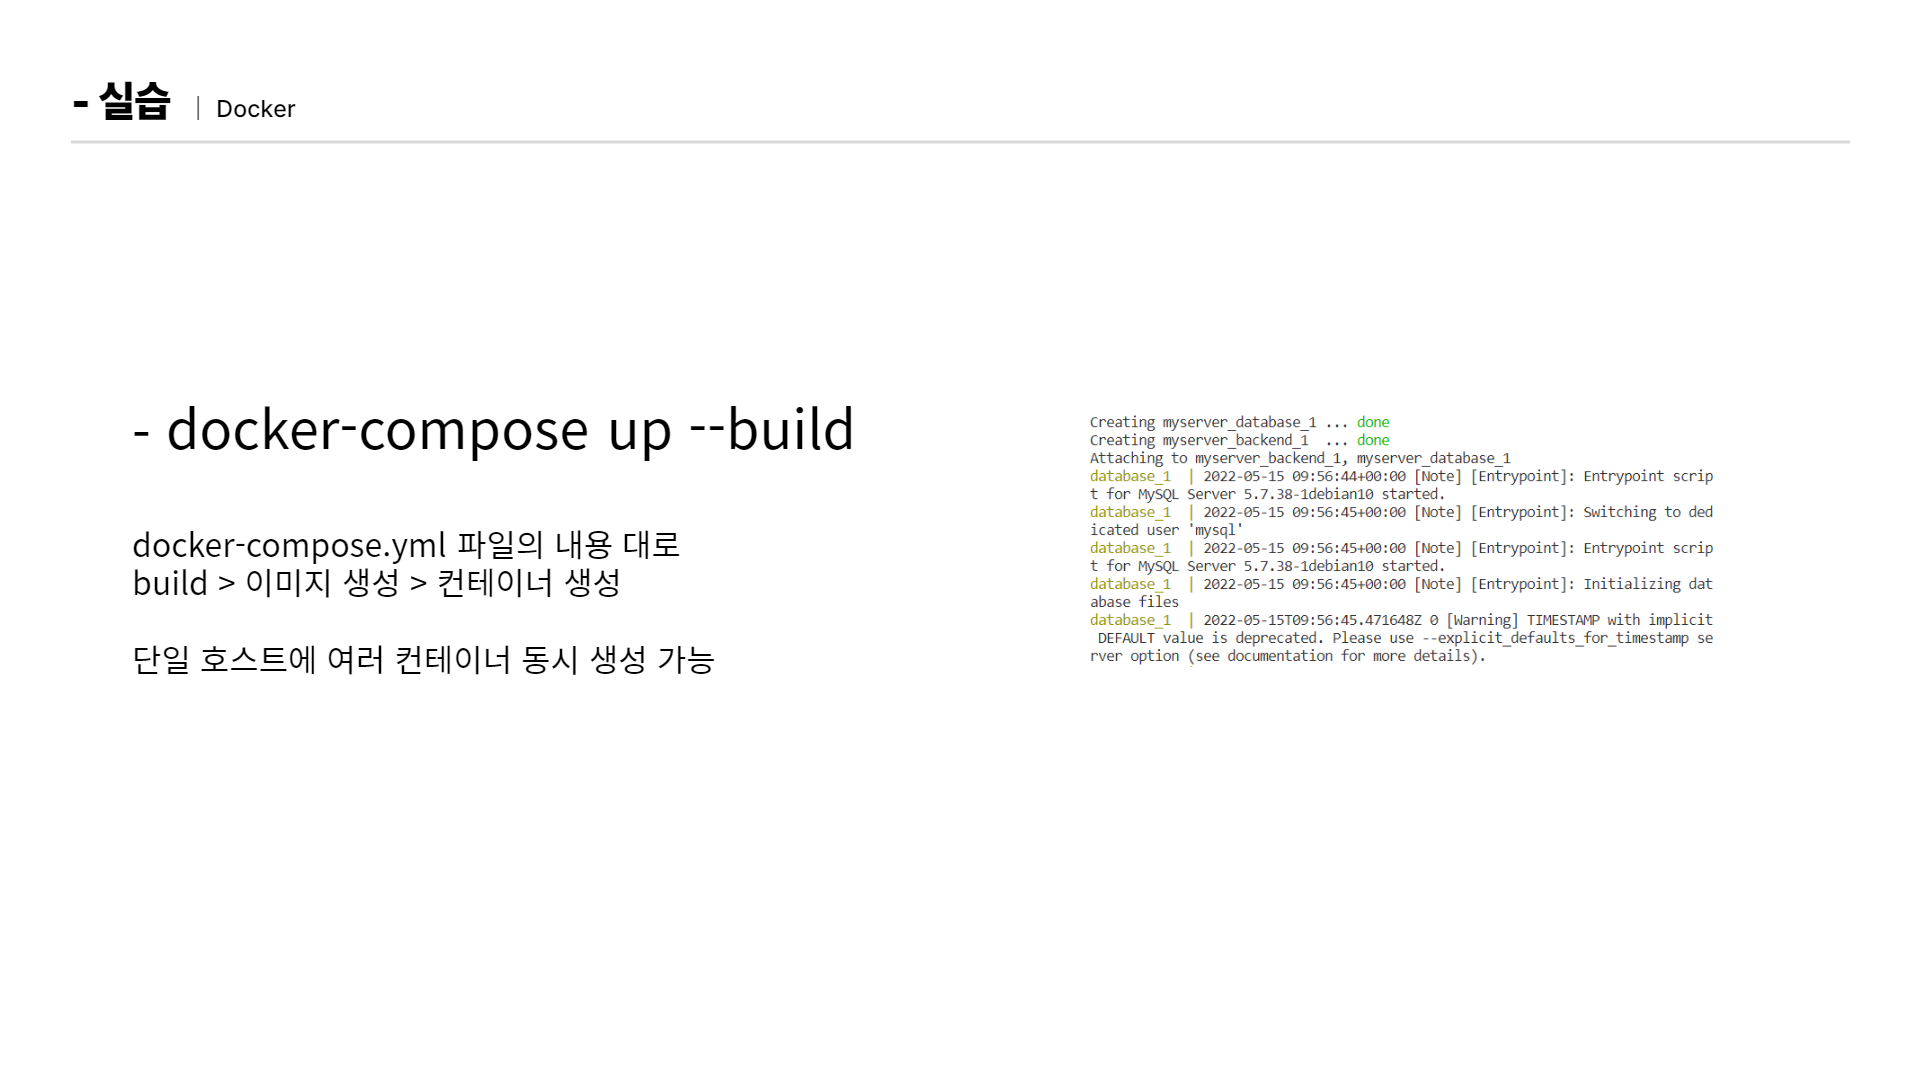 - 실습 | Docker
- docker-compose up --build
docker-compose.yml 파일의 내용 대로
build > 이미지 생성 > 컨테이너 생성
단일 호스트에 여러 컨테이너 동시 생성 가능
Creating myserver_database_1 ... done
Creating myserver_backend_1  ... done
Attaching to myserver_backend_1, myserver_database_1
database_1  | 2022-05-15 09:56:44+00:00 [Note] [Entrypoint]: Entrypoint scrip
t for MySQL Server 5.7.38-1debian10 started.
database_1  | 2022-05-15 09:56:45+00:00 [Note] [Entrypoint]: Switching to ded
icated user 'mysql'
database_1  | 2022-05-15 09:56:45+00:00 [Note] [Entrypoint]: Entrypoint scrip
t for MySQL Server 5.7.38-1debian10 started.
database_1  | 2022-05-15 09:56:45+00:00 [Note] [Entrypoint]: Initializing dat
abase files
database_1  | 2022-05-15T09:56:45.471648Z 0 [Warning] TIMESTAMP with implicit
 DEFAULT value is deprecated. Please use --explicit_defaults_for_timestamp se
rver option (see documentation for more details).